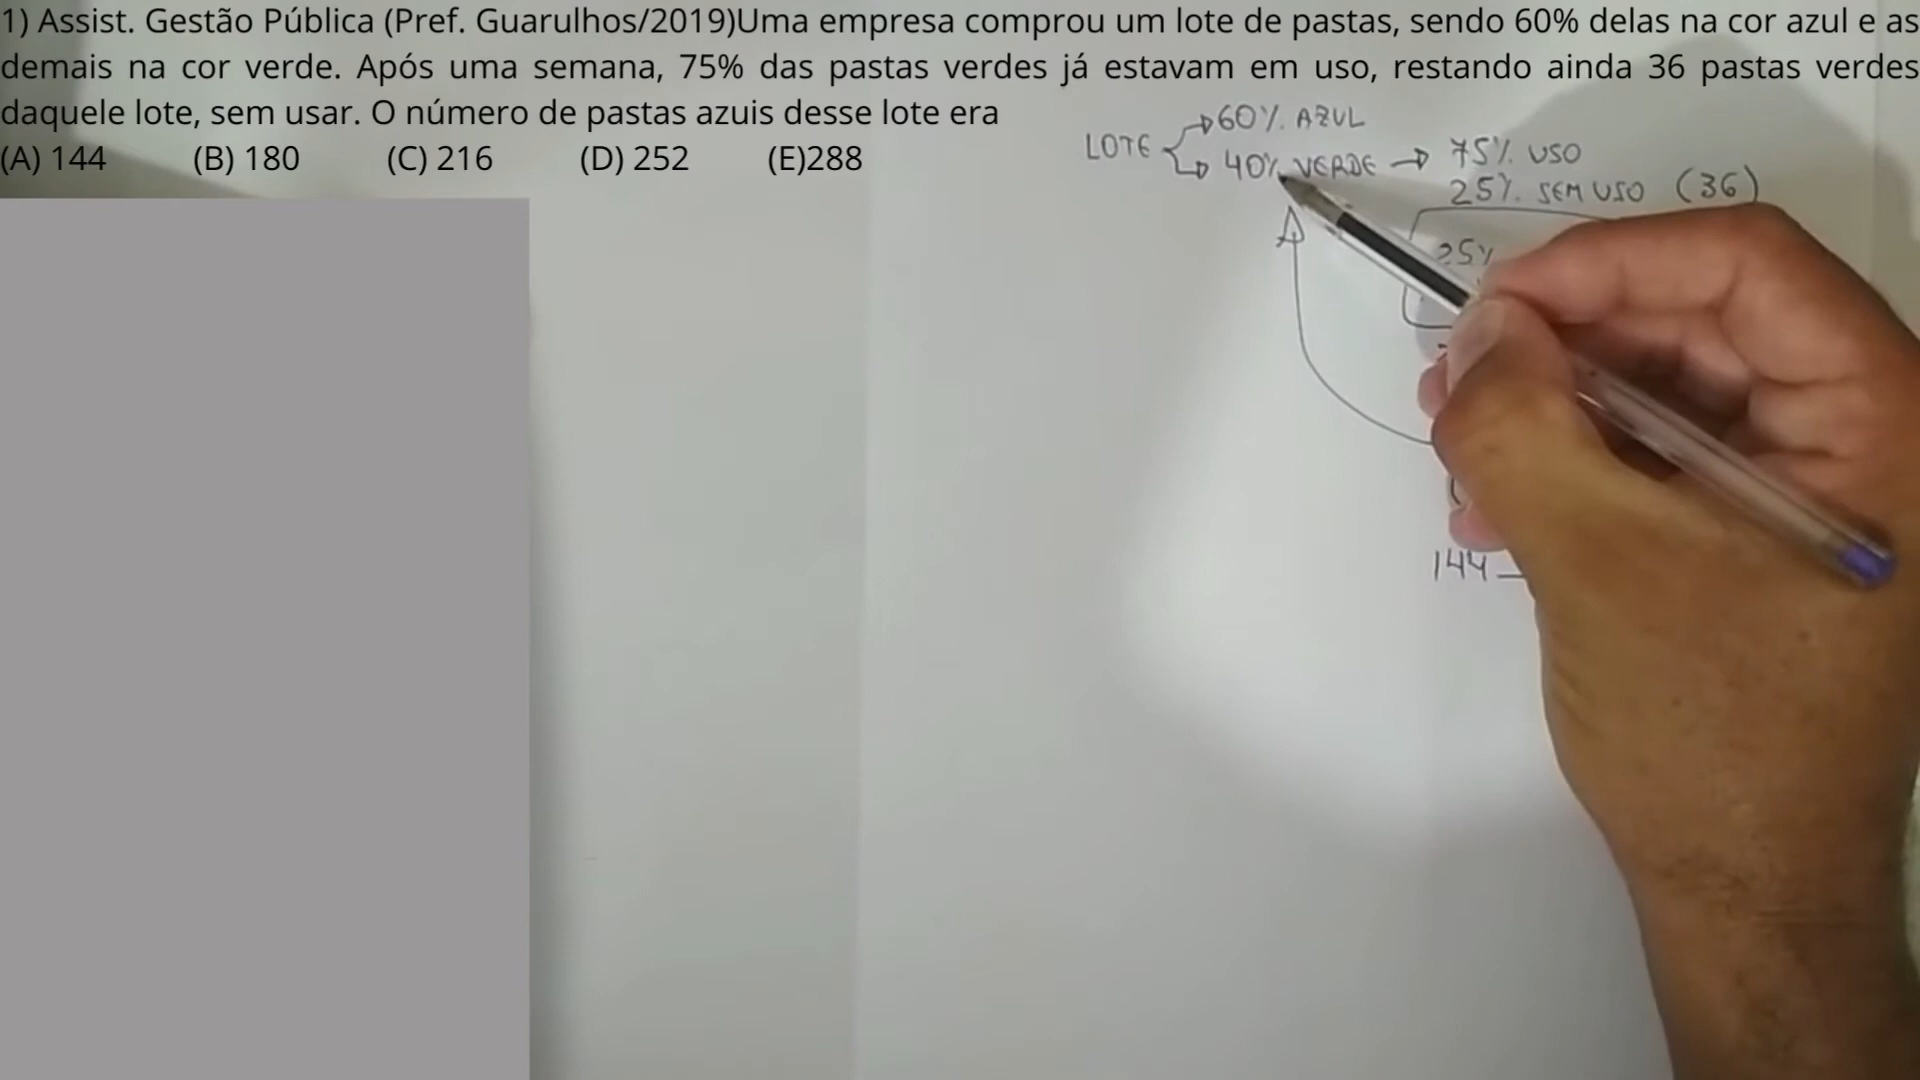 1) Assist. Gestão Pública (Pref. Guarulhos/2019)Uma empresa comprou um lote de pastas, sendo 60% delas na cor azul e as
demais na cor verde. Após uma semana, 75% das pastas verdes já estavam em uso, restando ainda 36 pastas verdes
daquele lote, sem usar. O número de pastas azuis desse lote era
(A) 144 (B) 180 (C) 216 (D) 252 (E)288
LOTE
60% AZUL
40% VERDE
75% USO
25% SEM USO (36)
25%
144